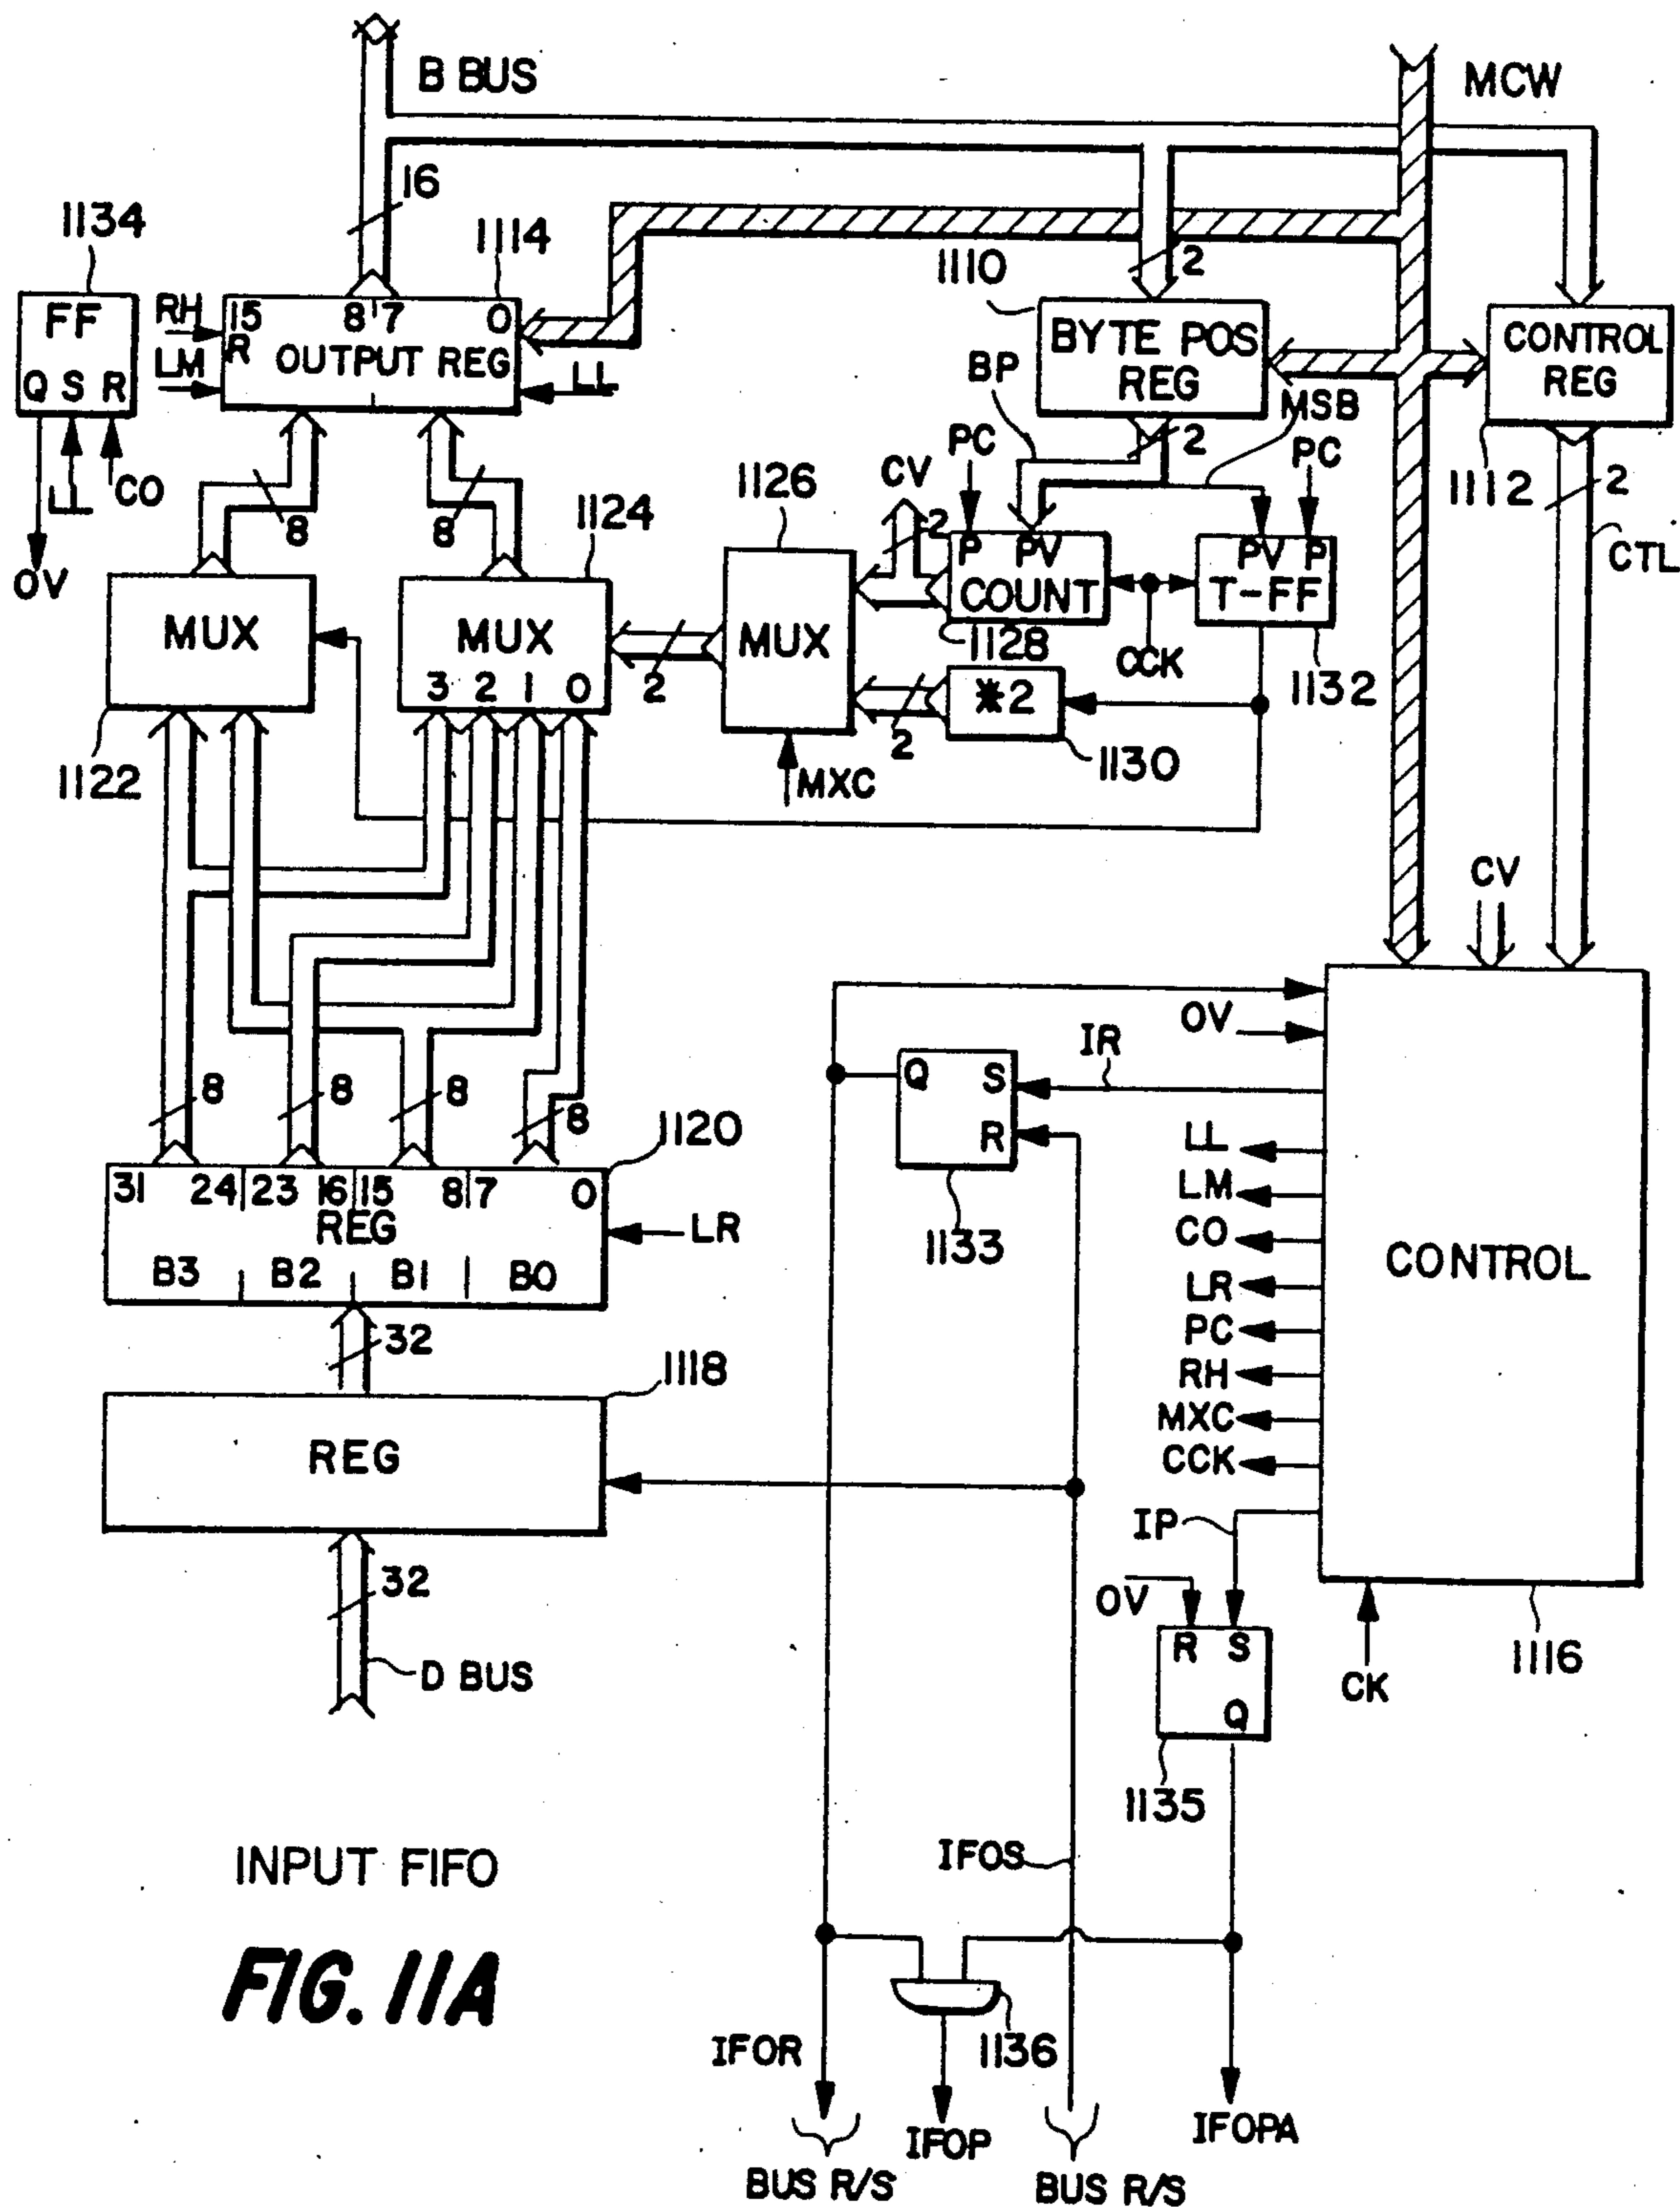 B BUS
MCW
16
1134
1114
2
1110
FF
Q S R
RH
LM
15 8 7 0
R OUTPUT REG
LL
BYTE POS
REG
CONTROL
REG
BP
MSB
2
PC
PC
1112
2
CTL
LL
CO
OV
8
8
1124
1126
CV
2
P PV
COUNT
PV P
T-FF
MUX
MUX
3 2 1 0
2
MUX
1128
CCK
1132
*2
2
1130
1122
MXC
CV
OV
IR
Q S
R
1133
8
8
8
8
1120
31 24 23 16 15 8 7 0
REG
B3 B2 B1 B0
LR
LL
LM
CO
LR
PC
RH
MXC
CCK
CONTROL
32
1118
REG
IP
OV
R S
Q
1135
CK
1116
32
D BUS
INPUT FIFO
FIG. 11A
IFOS
IFOR
1136
IFOP
IFOPA
BUS R/S
BUS R/S